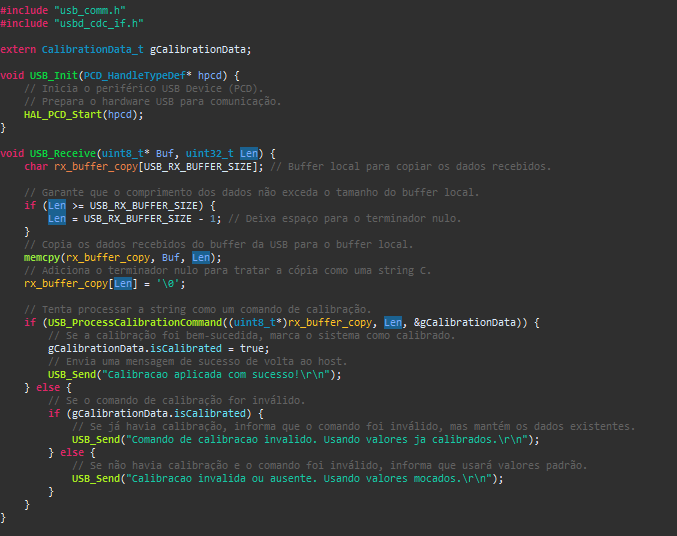 #include "usb_comm.h"
#include "usbd_cdc_if.h"
extern CalibrationData_t gCalibrationData;
void USB_Init(PCD_HandleTypeDef* hpcd) {
// Inicia o periférico USB Device (PCD).
// Prepara o hardware USB para comunicação.
HAL_PCD_Start(hpcd);
}
void USB_Receive(uint8_t* Buf, uint32_t Len) {
char rx_buffer_copy[USB_RX_BUFFER_SIZE]; // Buffer local para copiar os dados recebidos.
// Garante que o comprimento dos dados não exceda o tamanho do buffer local.
if (Len >= USB_RX_BUFFER_SIZE) {
Len = USB_RX_BUFFER_SIZE - 1; // Deixa espaço para o terminador nulo.
}
// Copia os dados recebidos do buffer da USB para o buffer local.
memcpy(rx_buffer_copy, Buf, Len);
// Adiciona o terminador nulo para tratar a cópia como uma string C.
rx_buffer_copy[Len] = '\0';
// Tenta processar a string como um comando de calibração.
if (USB_ProcessCalibrationCommand((uint8_t*)rx_buffer_copy, Len, &gCalibrationData)) {
// Se a calibração foi bem-sucedida, marca o sistema como calibrado.
gCalibrationData.isCalibrated = true;
// Envia uma mensagem de sucesso de volta ao host.
USB_Send("Calibracao aplicada com sucesso!\r\n");
} else {
// Se o comando de calibração for inválido.
if (gCalibrationData.isCalibrated) {
// Se já havia calibração, informa que o comando foi inválido, mas mantém os dados existentes.
USB_Send("Comando de calibracao invalido. Usando valores ja calibrados.\r\n");
} else {
// Se não havia calibração e o comando foi inválido, informa que usará valores padrão.
USB_Send("Calibracao invalida ou ausente. Usando valores mocados.\r\n");
}
}
}